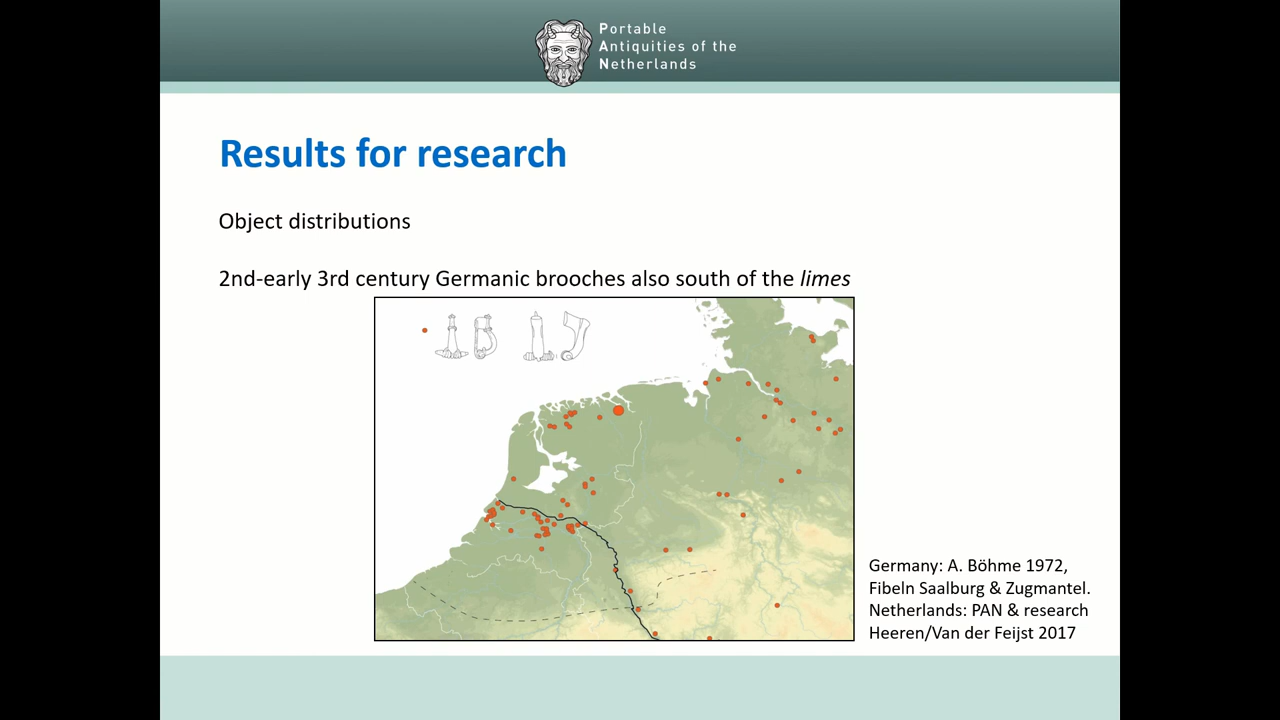 Portable
Antiquities of the
Netherlands
Results for research
Object distributions
2nd-early 3rd century Germanic brooches also south of the limes
Germany: A. Böhme 1972,
Fibeln Saalburg & Zugmantel.
Netherlands: PAN & research
Heeren/Van der Feijst 2017